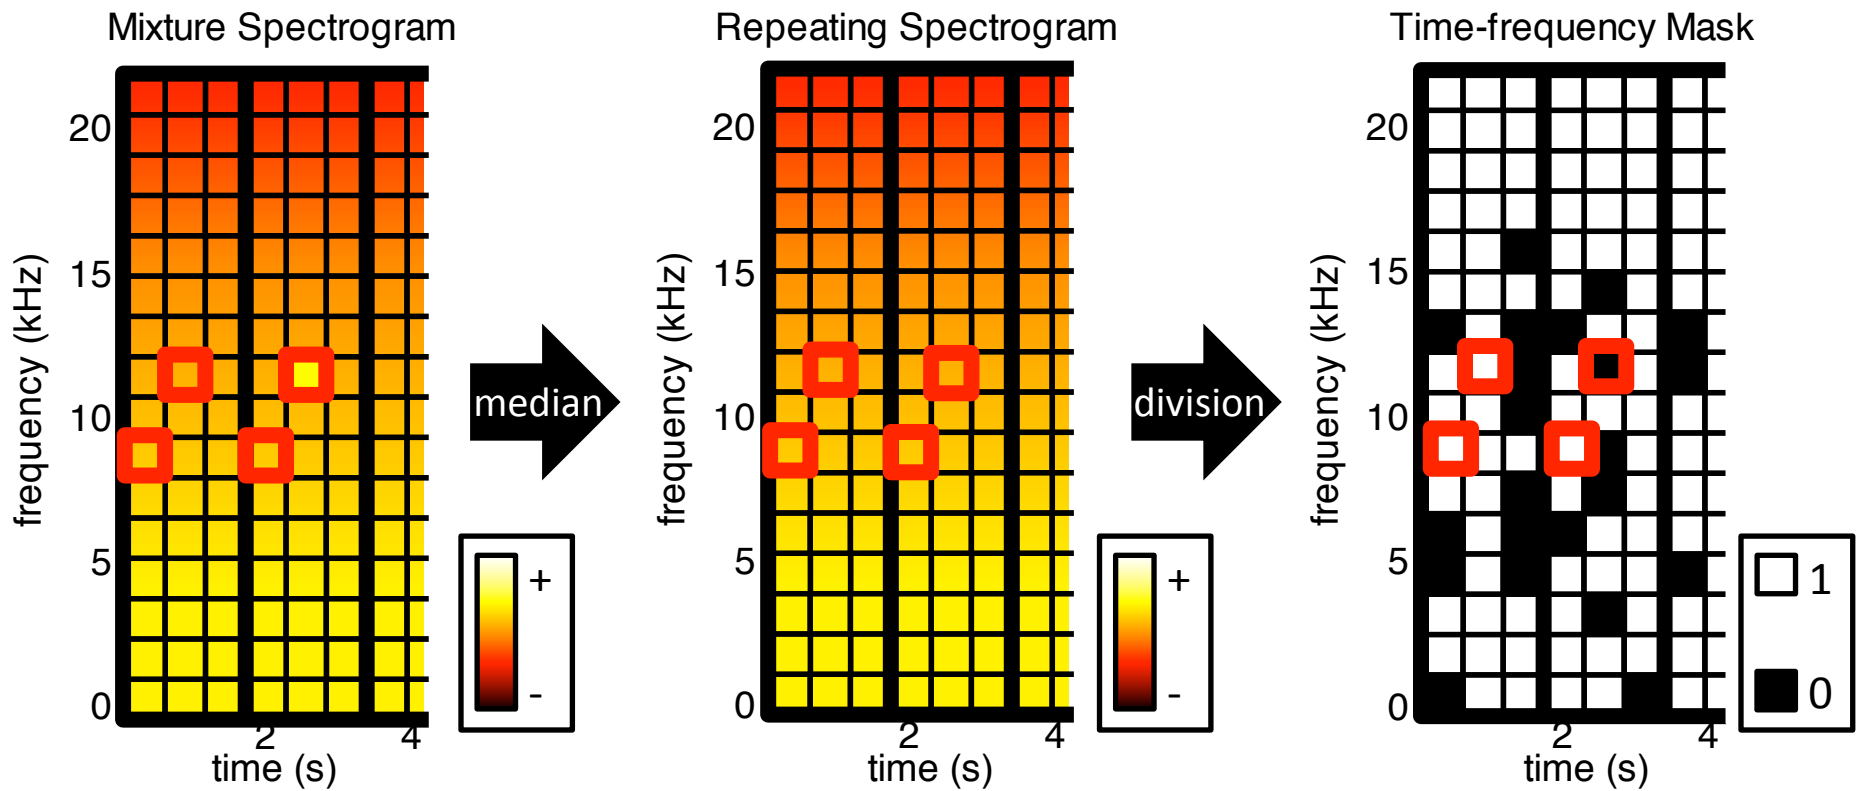 Mixture Spectrogram
Repeating Spectrogram
Time-frequency Mask
frequency (kHz)
20
15
10
5
0
2
4
time (s)
+
-
median
frequency (kHz)
20
15
10
5
0
2
4
time (s)
+
-
division
frequency (kHz)
20
15
10
5
0
2
4
time (s)
1
0